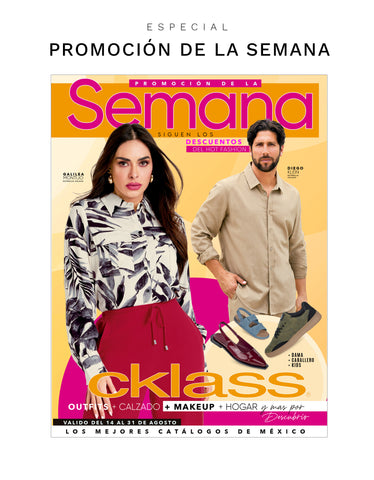 ESPECIAL
PROMOCIÓN DE LA SEMANA
PROMOCIÓN DE LA
Semana
SIGUEN LOS
DESCUENTOS
DEL HOT FASHION
GALILEA
MONTIJO
DIEGO
KLEIN
+ DAMA
+ CABALLERO
+ KIDS
cklass
OUTFITS + CALZADO + MAKEUP + HOGAR y mas por
Descubrir
VALIDO DEL 14 AL 31 DE AGOSTO
LOS MEJORES CATÁLOGOS DE MÉXICO